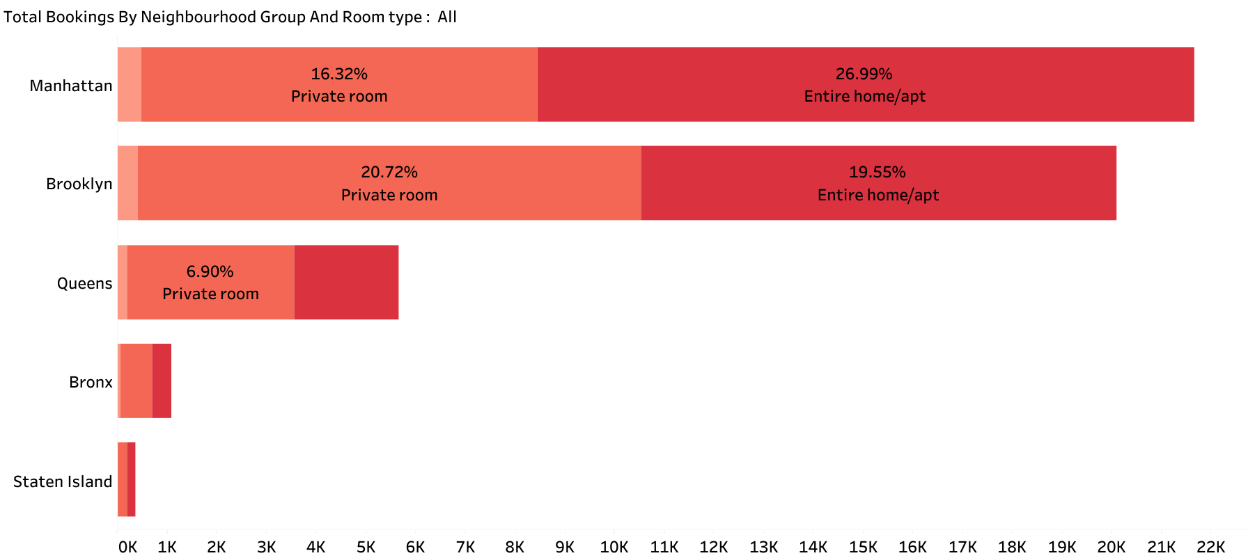 Total Bookings By Neighbourhood Group And Room type : All
Manhattan
16.32%
Private room
26.99%
Entire home/apt
Brooklyn
20.72%
Private room
19.55%
Entire home/apt
Queens
6.90%
Private room
Bronx
Staten Island
0K 1K 2K 3K 4K 5K 6K 7K 8K 9K 10K 11K 12K 13K 14K 15K 16K 17K 18K 19K 20K 21K 22K